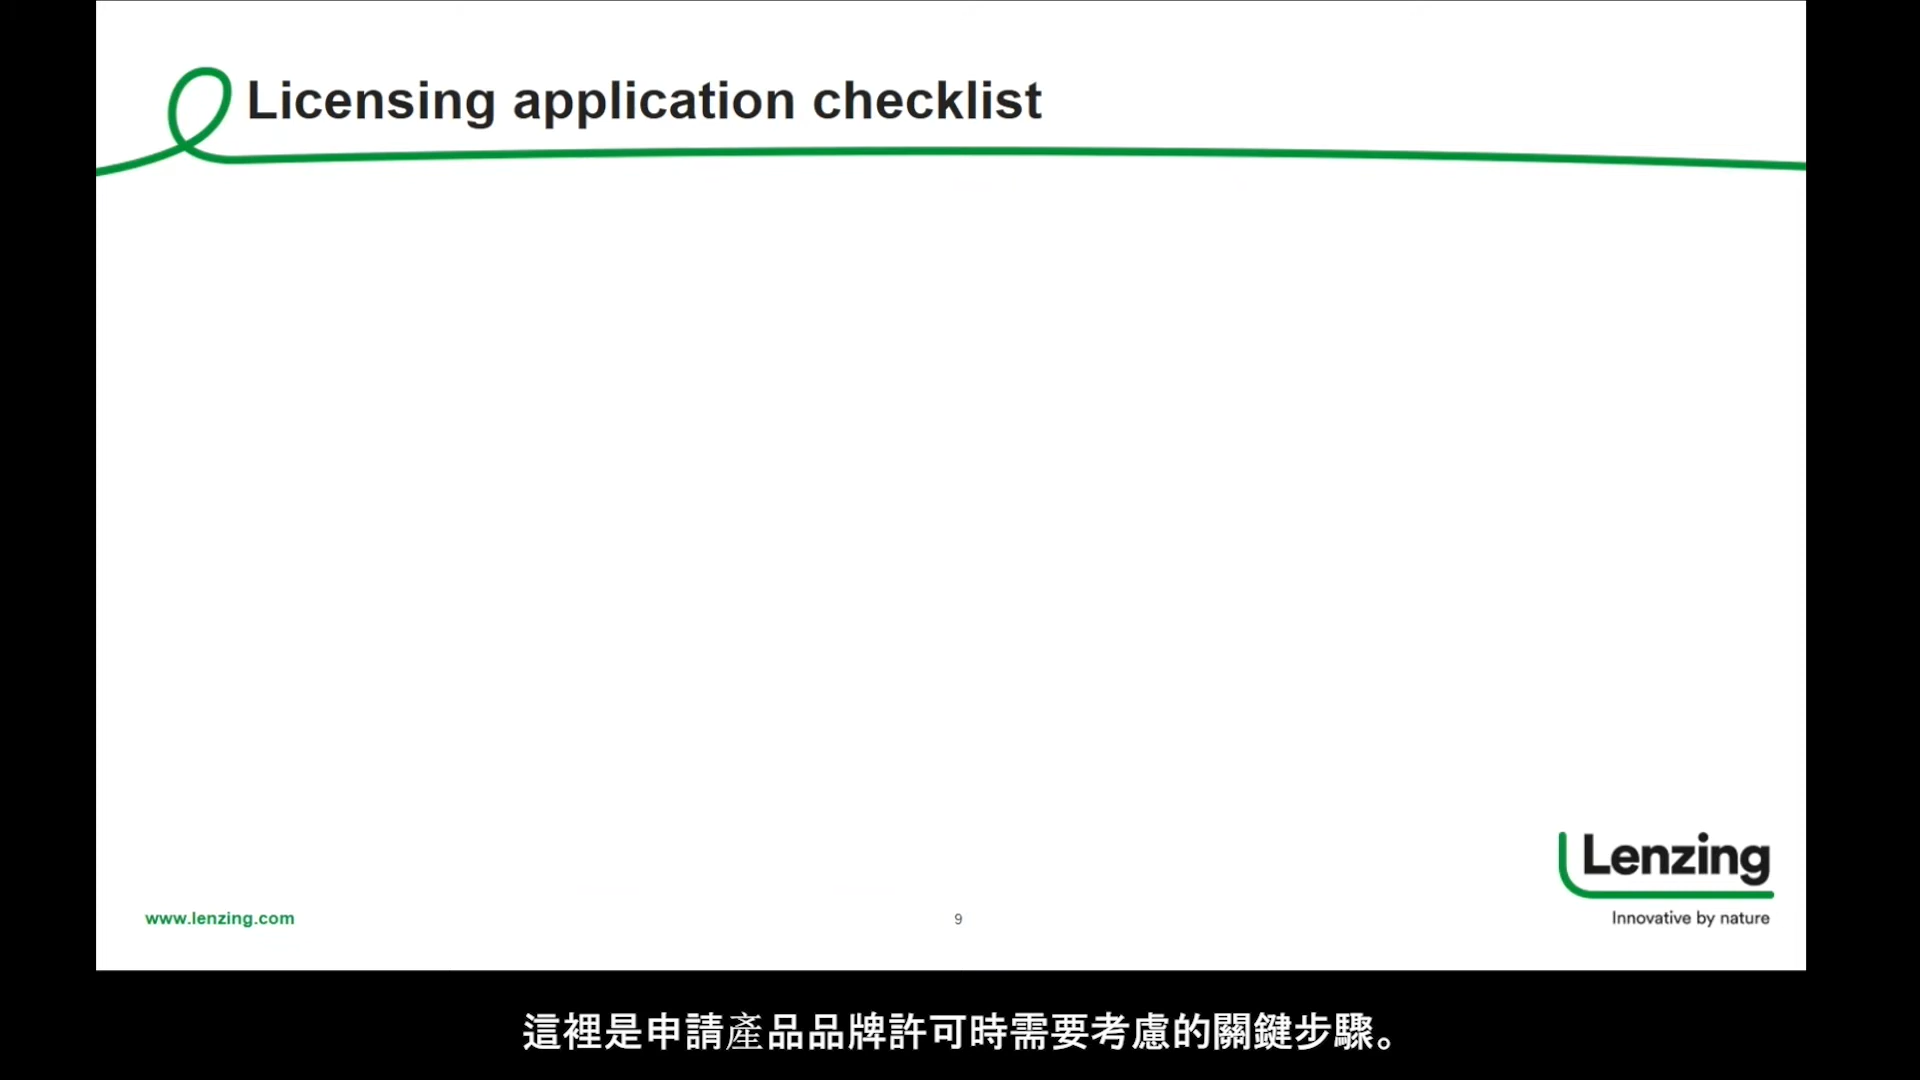 Licensing application checklist
Lenzing
Innovative by nature
www.lenzing.com
9
這裡是申請產品品牌許可時需要考慮的關鍵步驟。